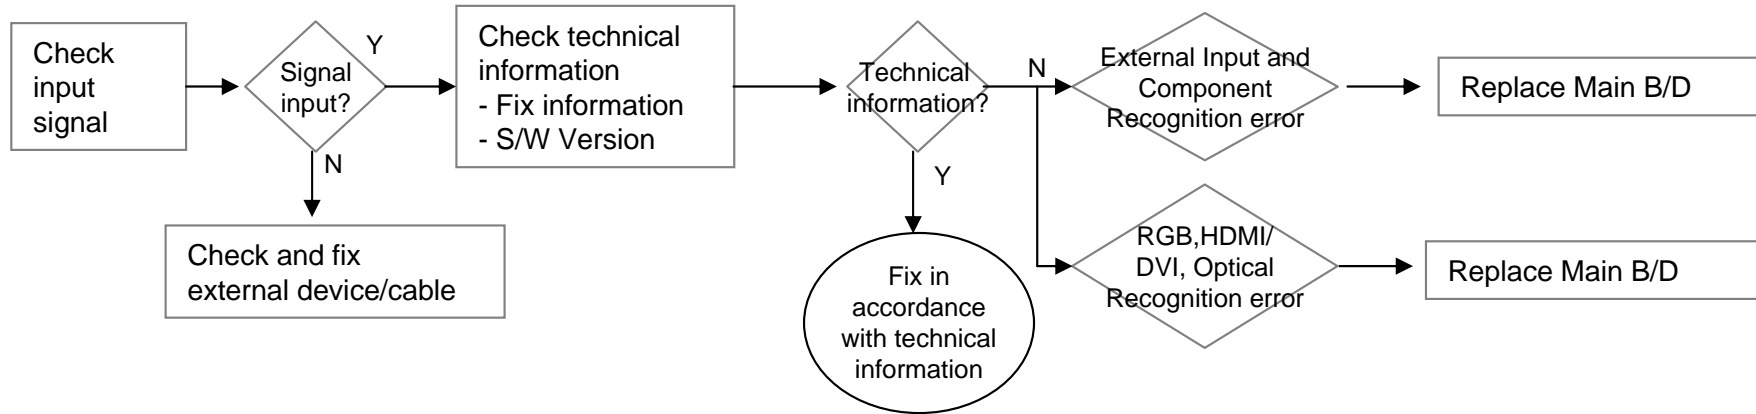 Check
input
signal
Signal
input?
Y
N
Check and fix
external device/cable
Check technical
information
- Fix information
- S/W Version
Technical
information?
N
Y
Fix in
accordance
with technical
information
External Input and
Component
Recognition error
Replace Main B/D
RGB,HDMI/
DVI, Optical
Recognition error
Replace Main B/D